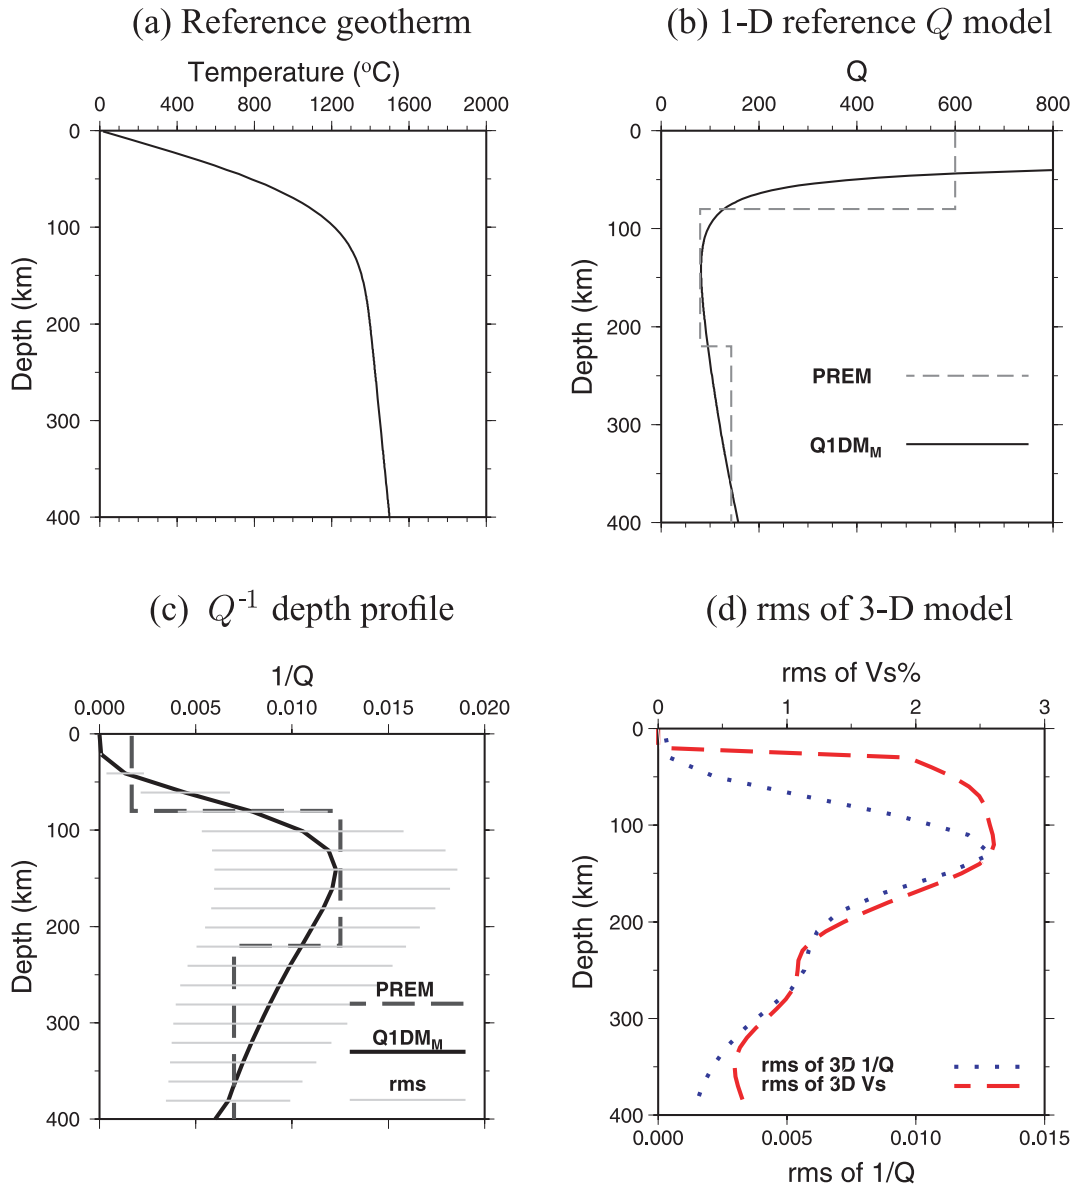 (a) Reference geotherm
Temperature (°C)
0 400 800 1200 1600 2000
0
100
200
300
400
Depth (km)
(b) 1-D reference Q model
Q
0 200 400 600 800
0
100
200
300
400
Depth (km)
PREM
Q1DM_M
(c) Q⁻¹ depth profile
1/Q
0.000 0.005 0.010 0.015 0.020
0
100
200
300
400
Depth (km)
PREM
Q1DM_M
rms
(d) rms of 3-D model
rms of Vs%
0 1 2 3
0
100
200
300
400
Depth (km)
rms of 3D 1/Q
rms of 3D Vs
0.000 0.005 0.010 0.015
rms of 1/Q